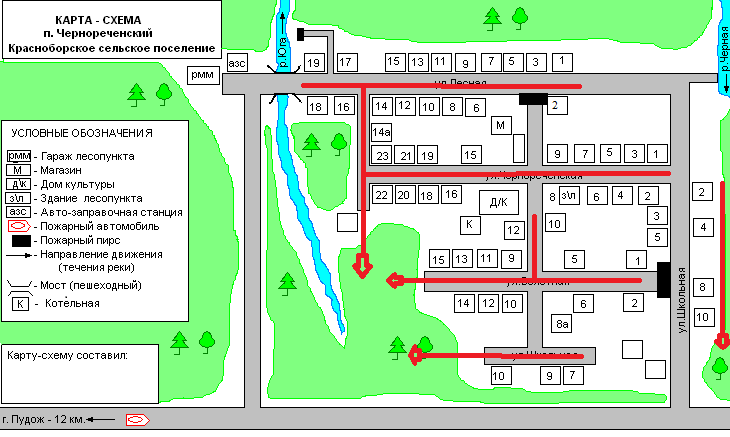 КАРТА - СХЕМА
п. Чернореченский
Красноборское сельское поселение
р.Юга
р.Черная
рмм
азс
19
17
15
13
11
9
7
5
3
1
ул.Лесная
18
16
14
12
10
8
6
2
14а
М
23
21
19
15
9
7
5
3
1
ул.Чернореченская
22
20
18
16
Д/К
К
12
8
з\л
6
4
2
10
3
5
15
13
11
9
5
1
ул.Болотная
14
12
10
6
2
8а
ул.Школьная
10
9
7
ул.Школьная
2
4
8
10
УСЛОВНЫЕ ОБОЗНАЧЕНИЯ
рмм - Гараж лесопункта
М - Магазин
д\к - Дом культуры
з\л - Здание лесопункта
азс - Авто-заправочная станция
- Пожарный автомобиль
- Пожарный пирс
- Направление движения
(течения реки)
- Мост (пешеходный)
К - Котельная
Карту-схему составил:
г. Пудож - 12 км.